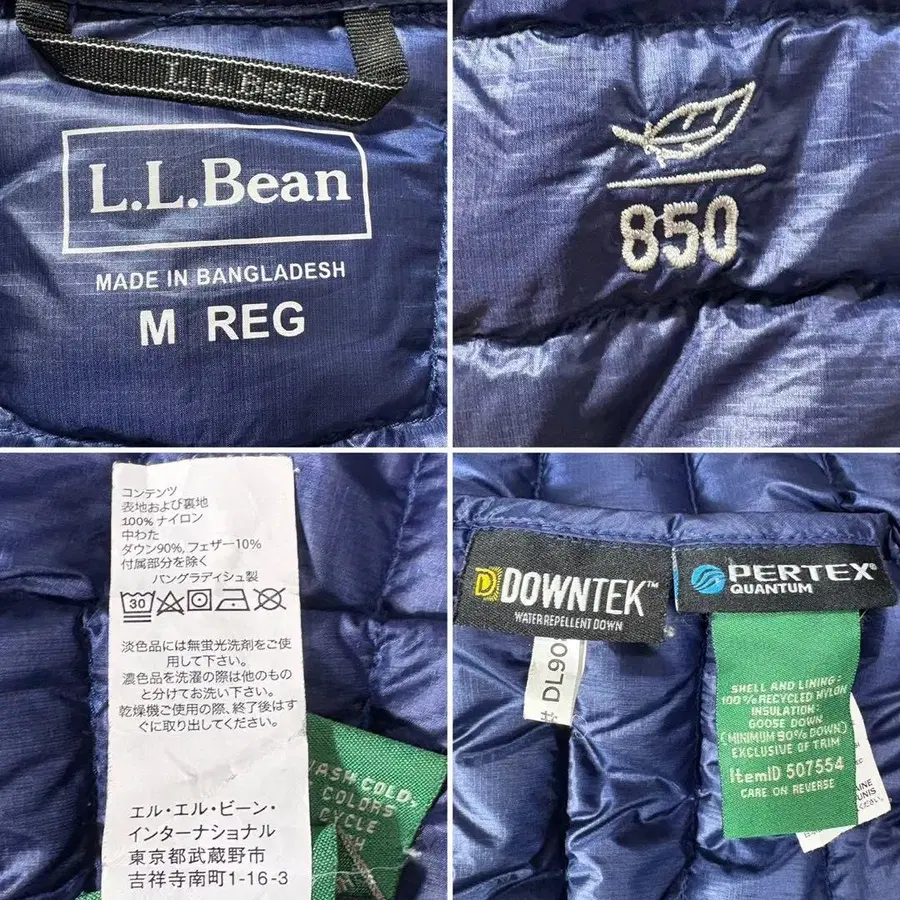 L.L.Bean
L.L.Bean
MADE IN BANGLADESH
M REG
850
コンテンツ
表地および裏地
100% ナイロン
中わた
ダウン90%, フェザー10%
付属部分を除く
バングラディシュ製
30
淡色品には無蛍光洗剤をご使
用して下さい。
濃色品を洗濯の際は他のもの
と分けてお洗い下さい。
乾燥機ご使用の際、終了後はす
ぐに取り出してください。
エル・エル・ビーン・
インターナショナル
東京都武蔵野市
吉祥寺南町1-16-3
WASH COLD,
COLORS
CYCLE
D DOWNTEK™
WATER REPELLENT DOWN
PERTEX®
QUANTUM
DL90
SHELL AND LINING:
100% RECYCLED NYLON
INSULATION:
GOOSE DOWN
(MINIMUM 90% DOWN)
EXCLUSIVE OF TRIM
ItemID 507554
CARE ON REVERSE